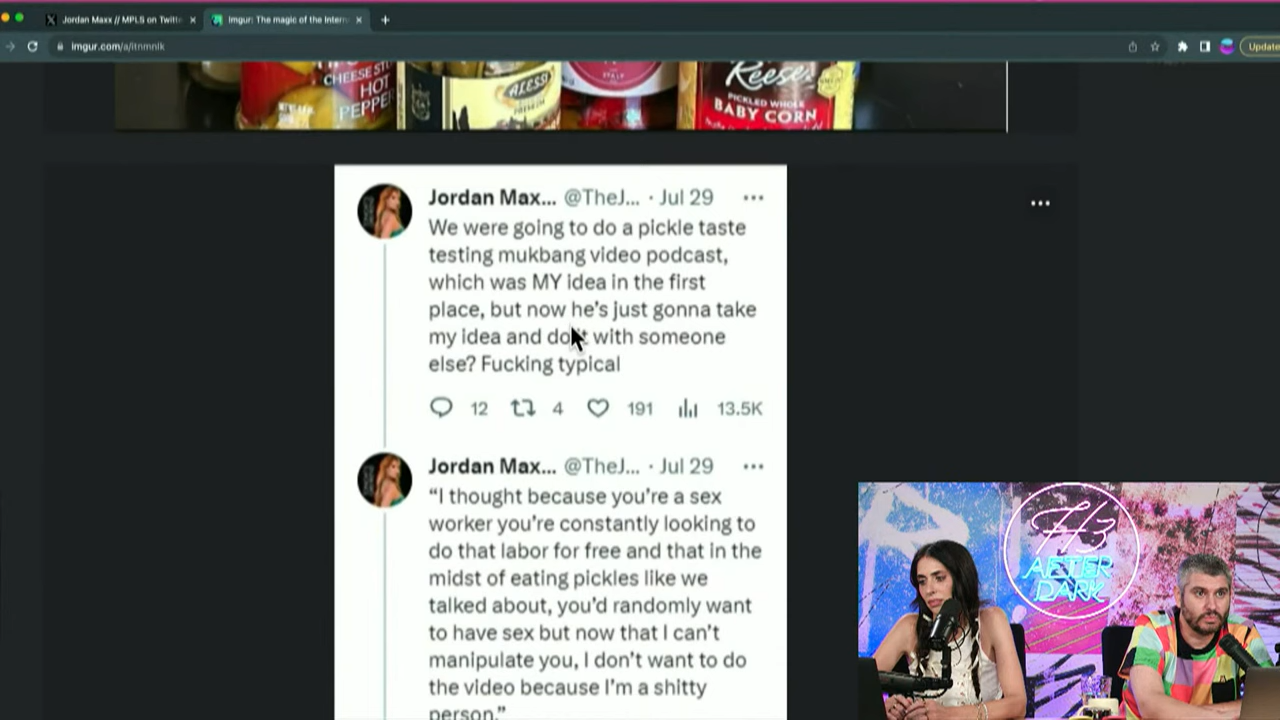 Jordan Maxx // MPLS on Twitte
Imgur: The magic of the Intern
imgur.com/a/itnmnlk
Update
CHEESE
HOT
PEPPER
ALESSI
ITALY
Reese
PICKLED WHOLE
BABY CORN
Jordan Max... @TheJ... · Jul 29
We were going to do a pickle taste
testing mukbang video podcast,
which was MY idea in the first
place, but now he's just gonna take
my idea and do it with someone
else? Fucking typical
12 4 191 13.5K
Jordan Max... @TheJ... · Jul 29
“I thought because you're a sex
worker you're constantly looking to
do that labor for free and that in the
midst of eating pickles like we
talked about, you'd randomly want
to have sex but now that I can't
manipulate you, I don't want to do
the video because I'm a shitty
person.”
H3
AFTER
DARK